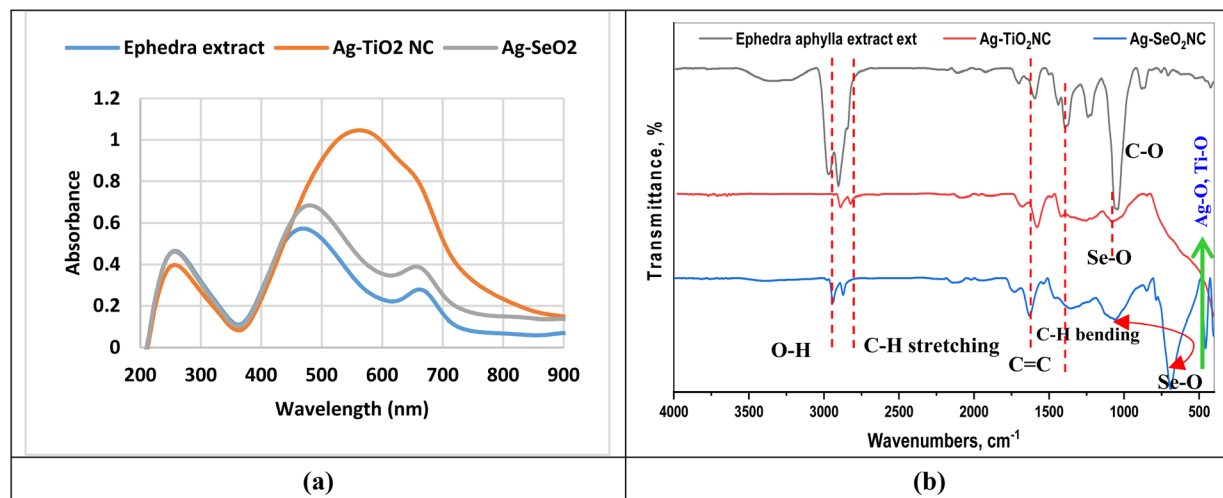 Ephedra extract Ag-TiO2 NC Ag-SeO2
1.2
1
0.8
0.6
0.4
0.2
0
Absorbance
200 300 400 500 600 700 800 900
Wavelength (nm)
(a)
Ephedra aphylla extract ext Ag-TiO₂NC Ag-SeO₂NC
Transmittance, %
C-O
Ag-O, Ti-O
Se-O
O-H
C-H stretching
C=C
C-H bending
Se-O
4000 3500 3000 2500 2000 1500 1000 500
Wavenumbers, cm⁻¹
(b)